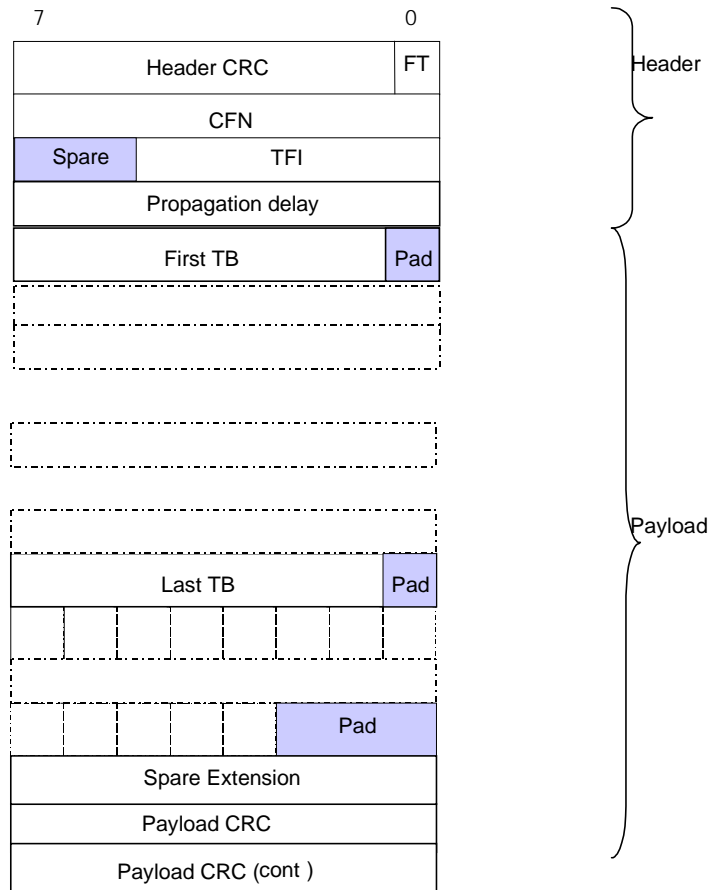 7 0
Header CRC FT
Header
CFN
Spare TFI
Propagation delay
First TB Pad
Payload
Last TB Pad
Pad
Spare Extension
Payload CRC
Payload CRC (cont )